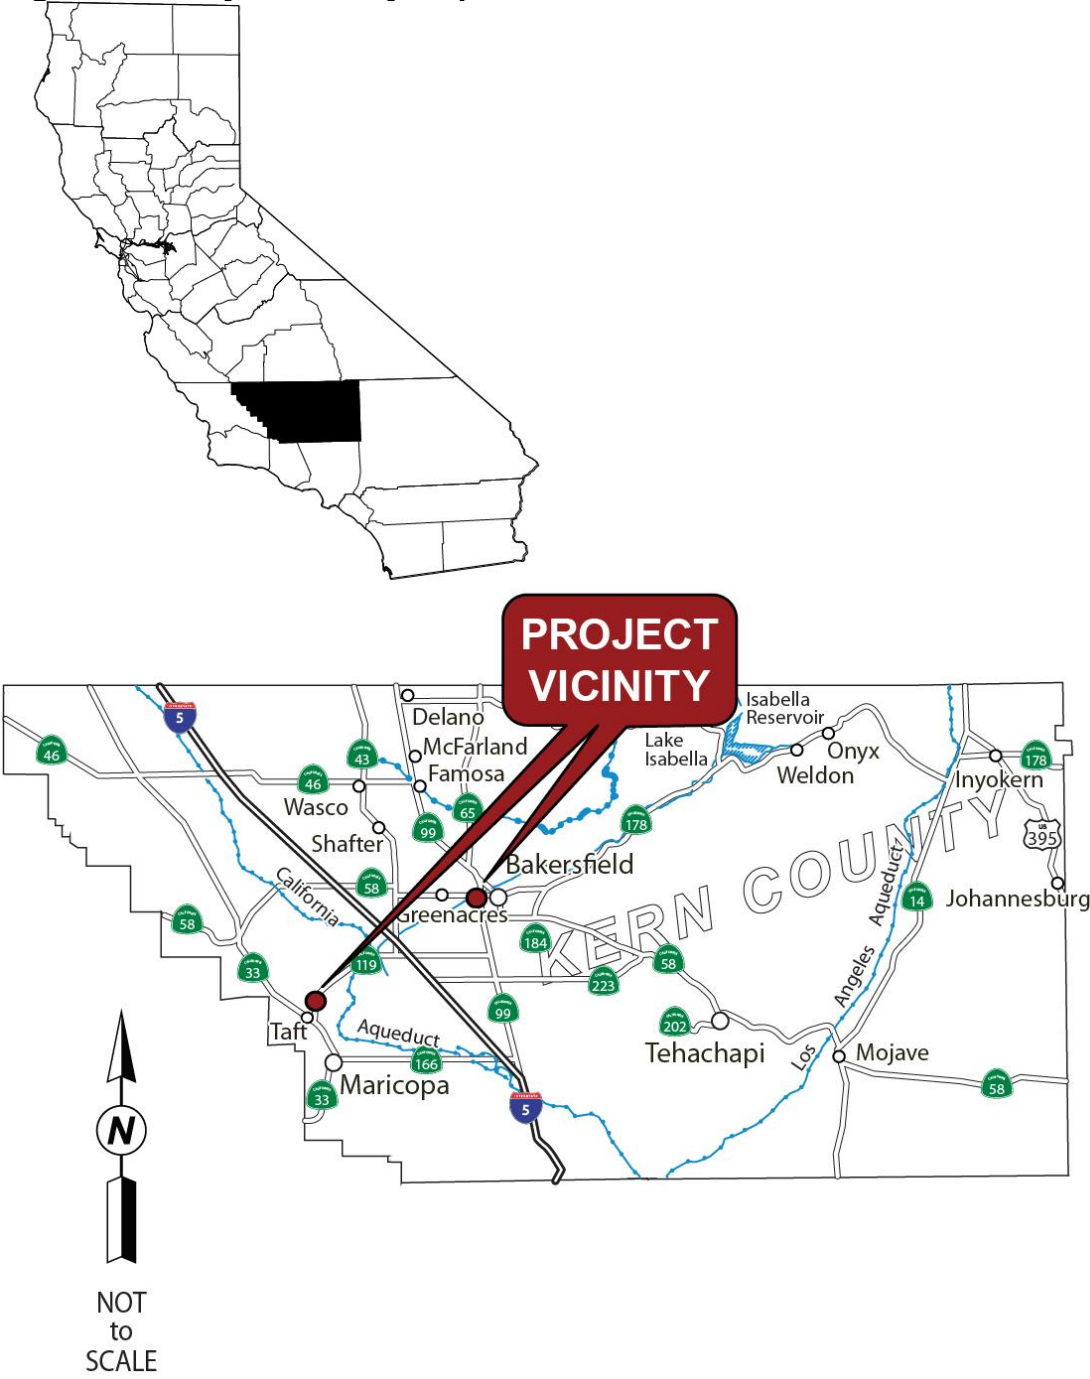 PROJECT
VICINITY
5
Delano
Isabella
Reservoir
46
43
McFarland
Lake
Isabella
Onyx
Weldon
Inyokern
178
46
Famosa
Wasco
65
99
178
Shafter
US
395
58
Bakersfield
California
Greenacres
KERN COUNTY
Aqueduct
14
Johannesburg
58
184
33
119
58
223
Angeles
99
202
Taft
Aqueduct
166
Tehachapi
Los
Mojave
Maricopa
33
5
58
N
NOT
to
SCALE